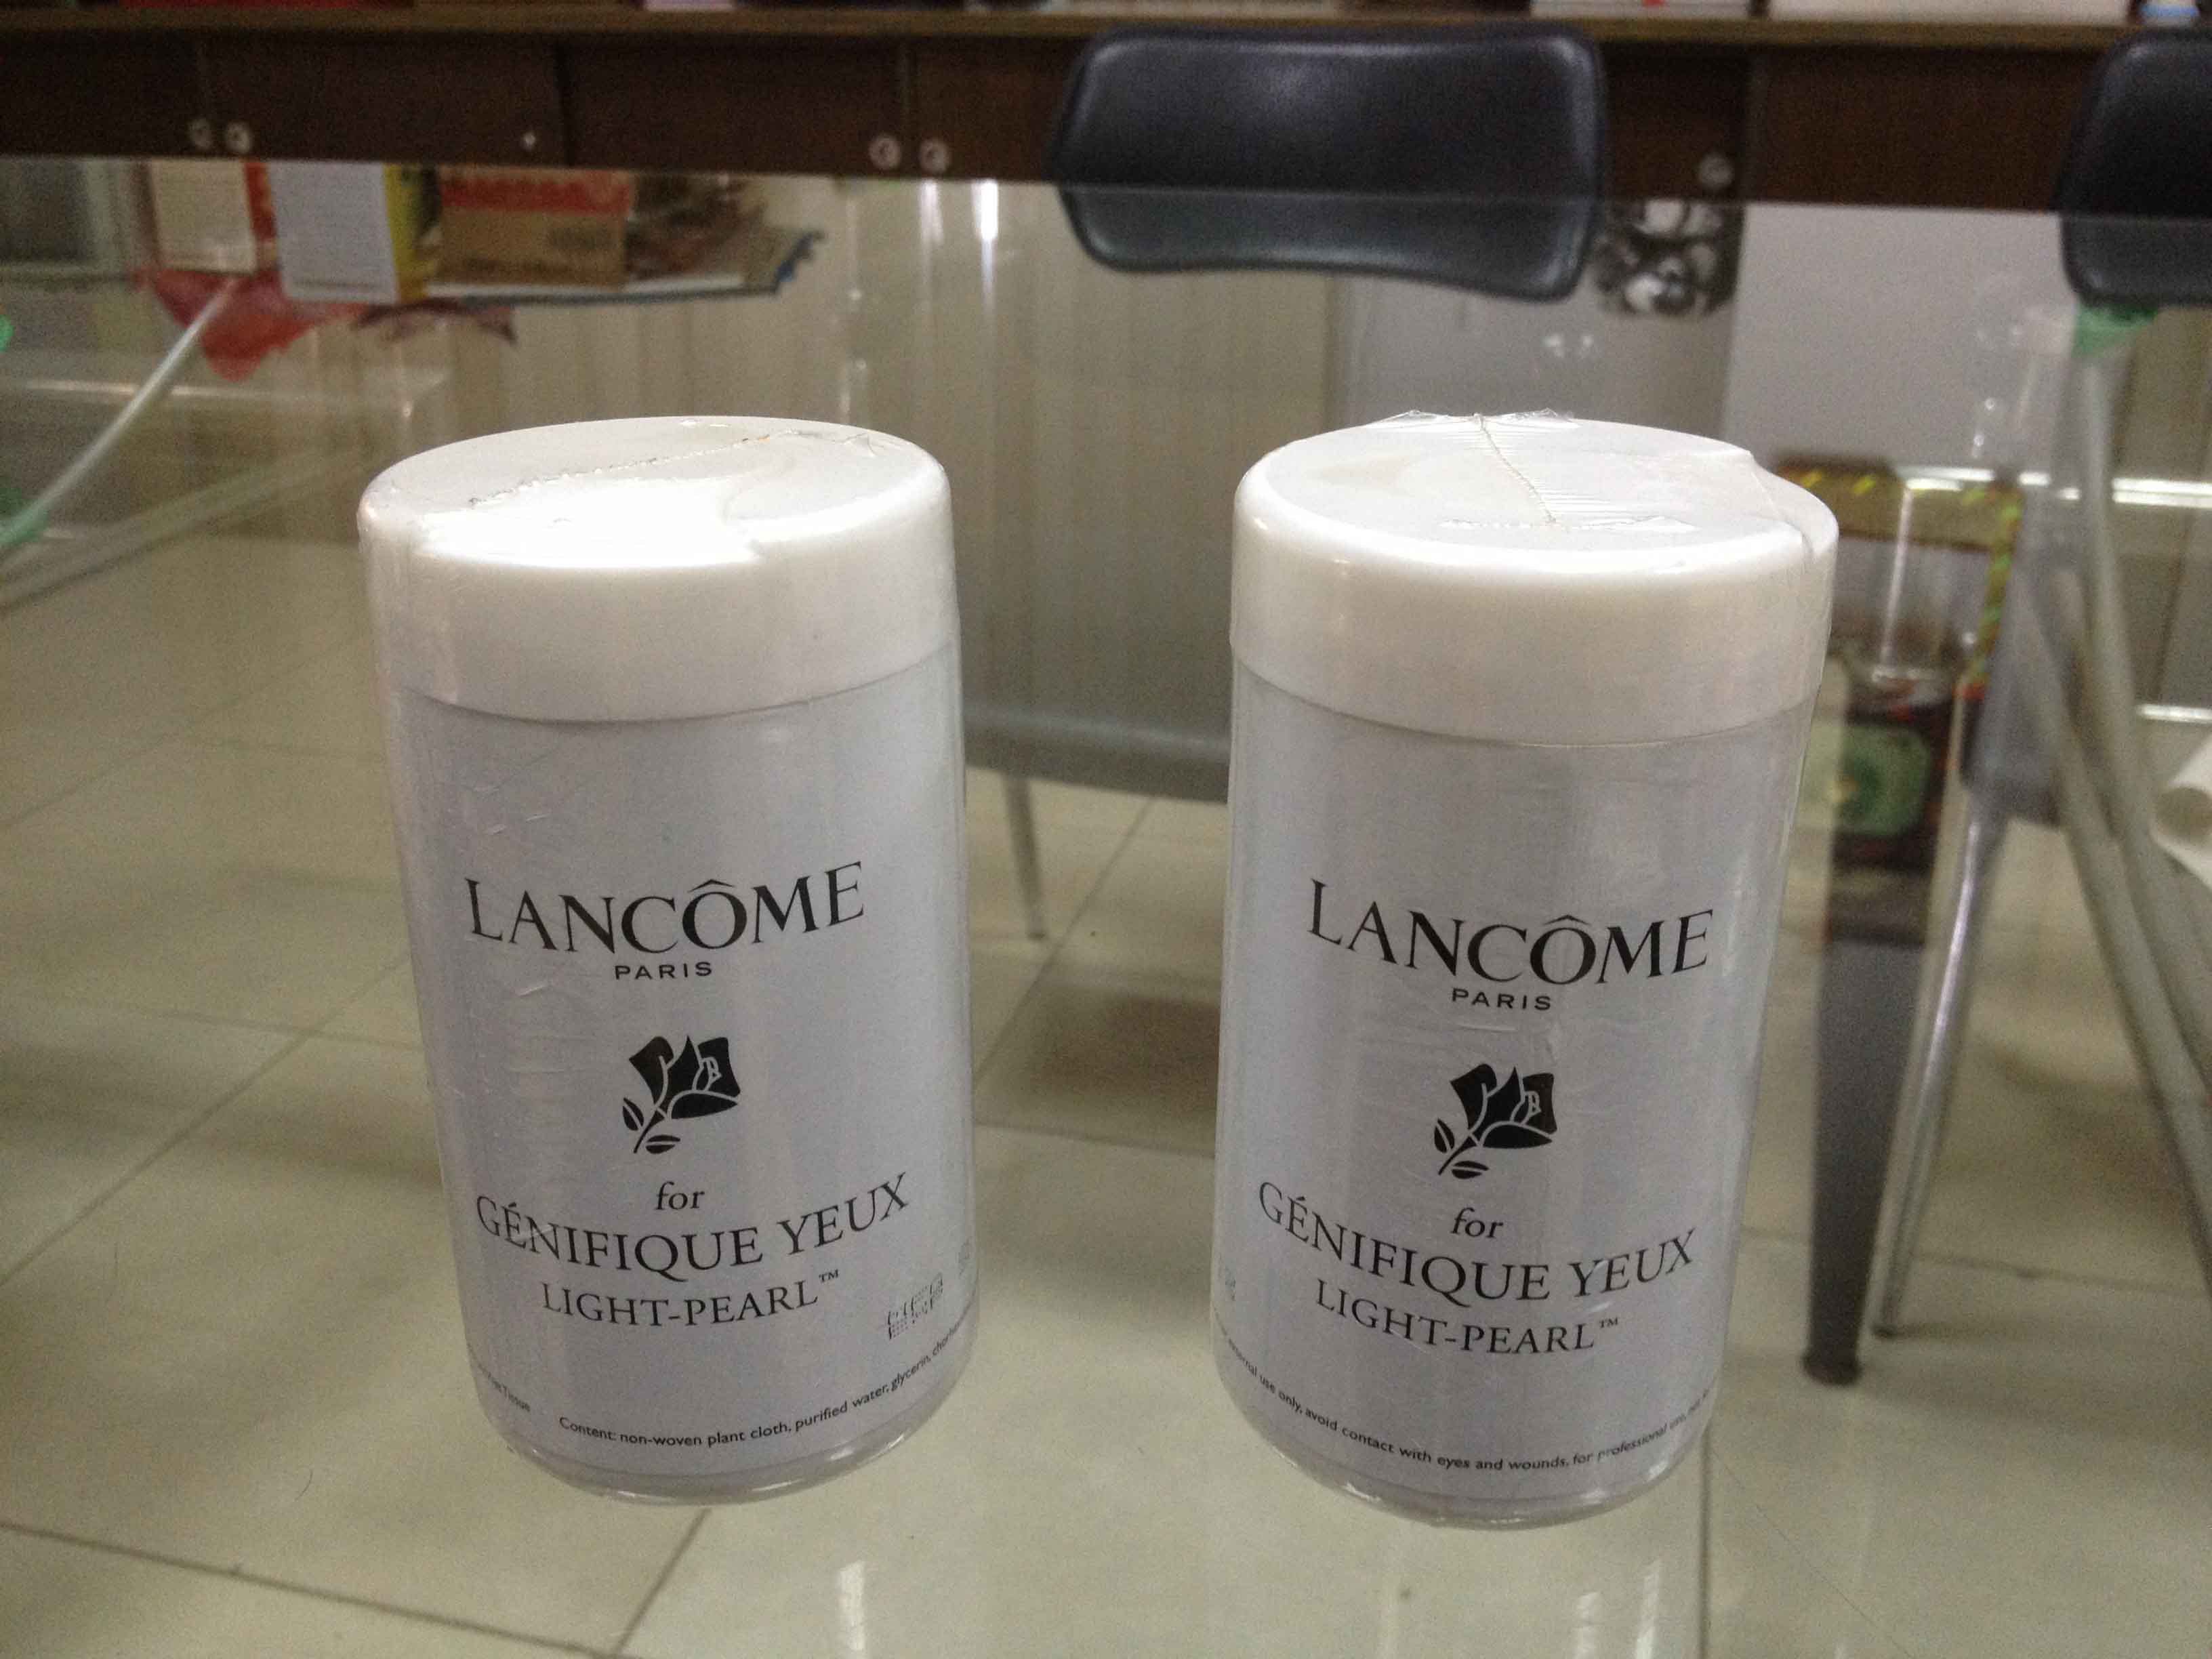 LANCÔME
PARIS
for
GÉNIFIQUE YEUX
LIGHT-PEARL™
Tissue
Content: non-woven plant cloth, purified water, glycerin,
LANCÔME
PARIS
for
GÉNIFIQUE YEUX
LIGHT-PEARL™
external use only, avoid contact with eyes and wounds, for professional use,